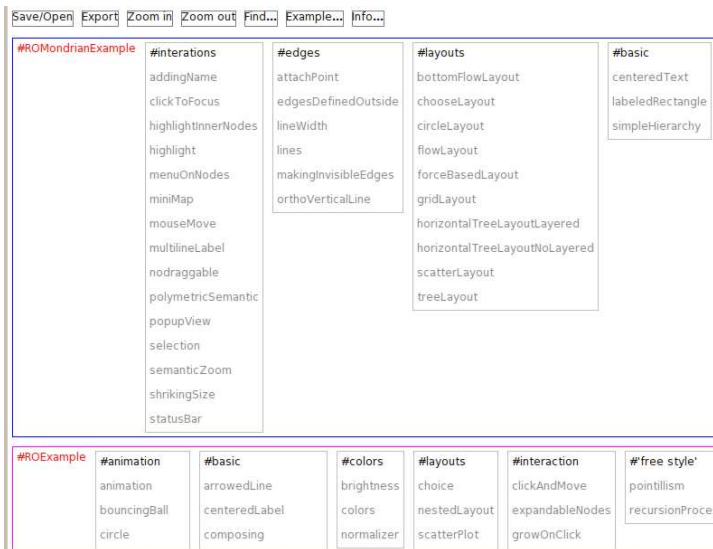 Save/Open Export Zoom in Zoom out Find... Example... Info...
#ROMondrianExample
#interations
addingName
clickToFocus
highlightInnerNodes
highlight
menuOnNodes
miniMap
mouseMove
multilineLabel
nodraggable
polymetricSemantic
popupView
selection
semanticZoom
shrikingSize
statusBar
#edges
attachPoint
edgesDefinedOutside
lineWidth
lines
makingInvisibleEdges
orthoVerticalLine
#layouts
bottomFlowLayout
chooseLayout
circleLayout
flowLayout
forceBasedLayout
gridLayout
horizontalTreeLayoutLayered
horizontalTreeLayoutNoLayered
scatterLayout
treeLayout
#basic
centeredText
labeledRectangle
simpleHierarchy
#ROExample
#animation
animation
bouncingBall
circle
#basic
arrowedLine
centeredLabel
composing
#colors
brightness
colors
normalizer
#layouts
choice
nestedLayout
scatterPlot
#interaction
clickAndMove
expandableNodes
growOnClick
#'free style'
pointillism
recursionProce